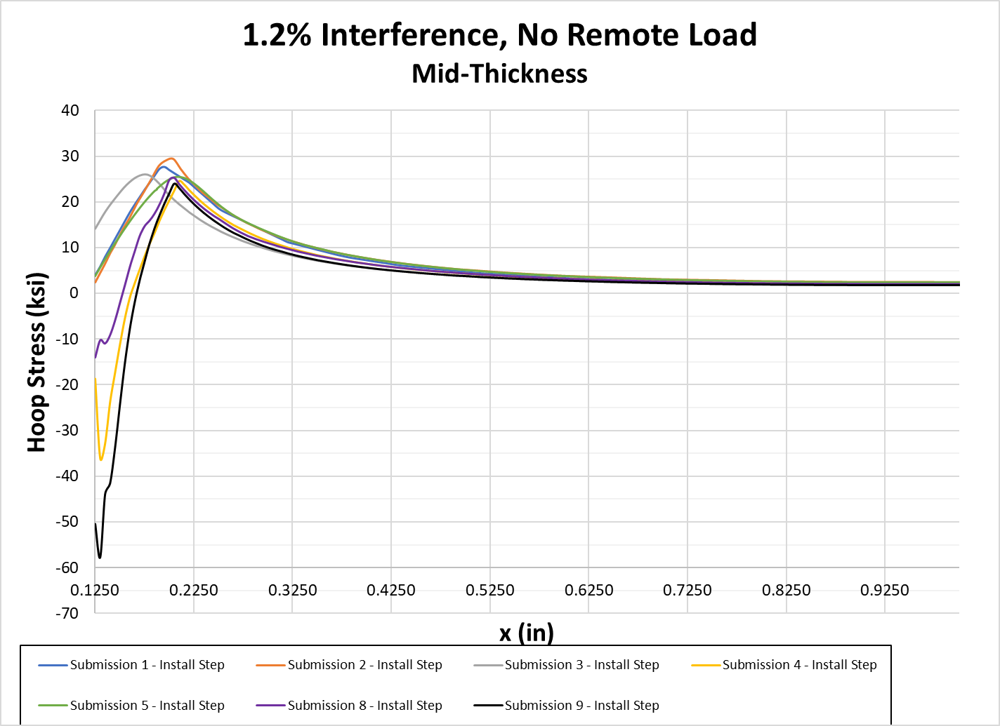 1.2% Interference, No Remote Load
Mid-Thickness
40
30
20
10
0
-10
-20
-30
-40
-50
-60
-70
Hoop Stress (ksi)
0.1250 0.2250 0.3250 0.4250 0.5250 0.6250 0.7250 0.8250 0.9250
x (in)
Submission 1 - Install Step Submission 2 - Install Step Submission 3 - Install Step Submission 4 - Install Step
Submission 5 - Install Step Submission 8 - Install Step Submission 9 - Install Step